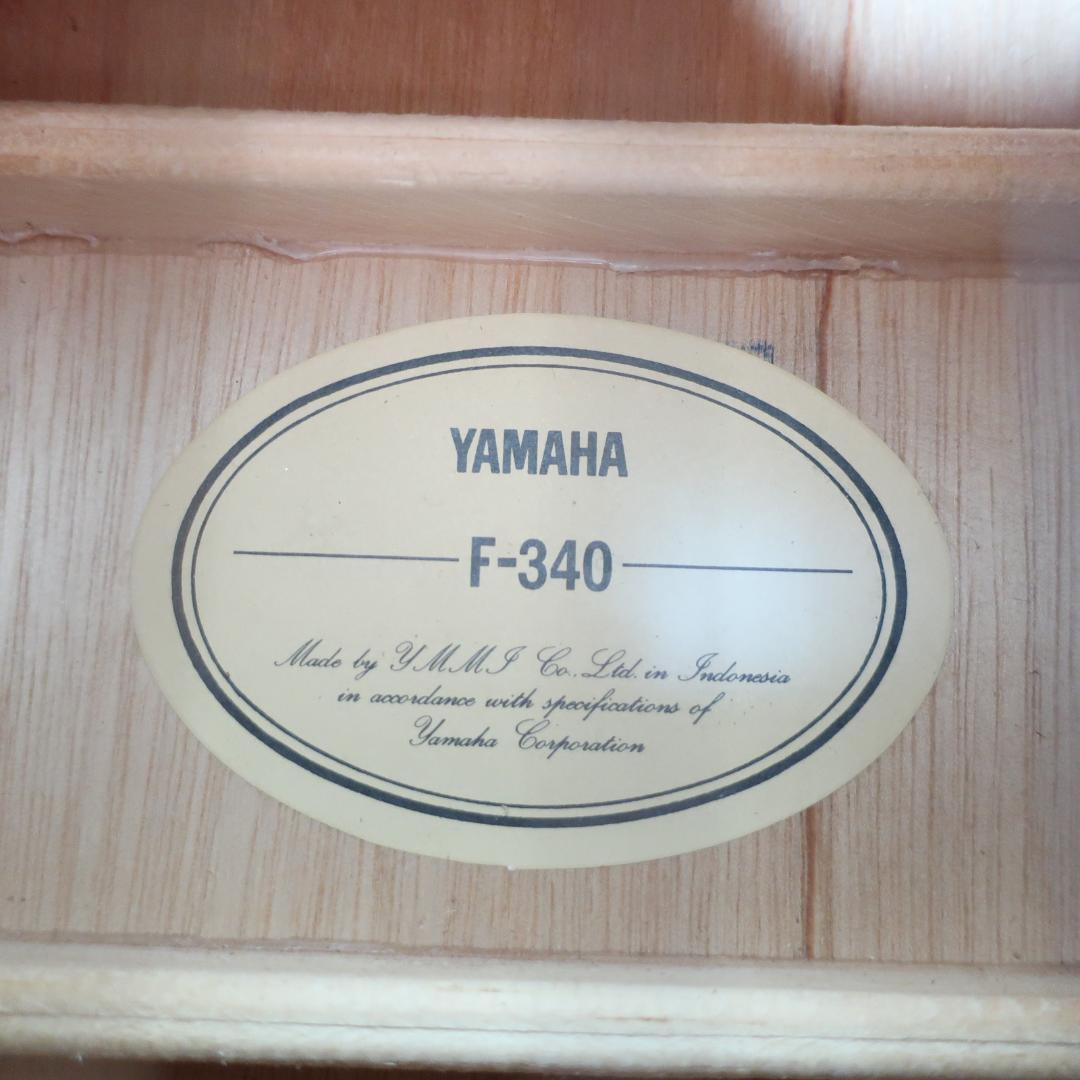 YAMAHA
F-340
Made by YMMI Co., Ltd. in Indonesia
in accordance with specifications of
Yamaha Corporation